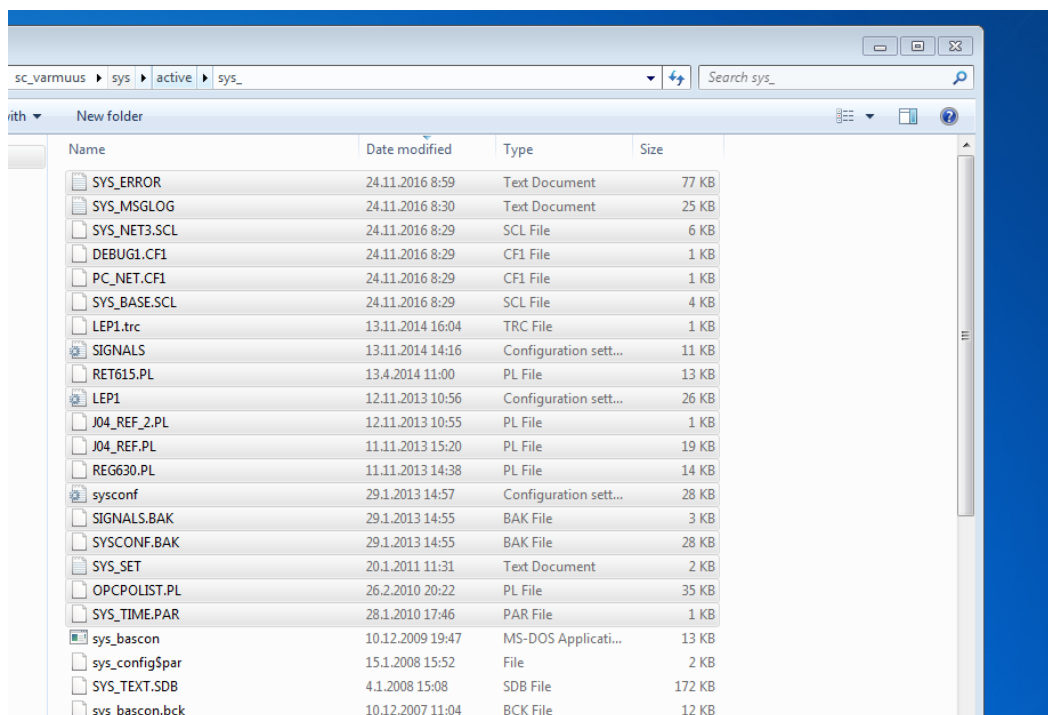 sc_varmuus sys active sys_ Search sys_
with New folder
Name Date modified Type Size
SYS_ERROR 24.11.2016 8:59 Text Document 77 KB
SYS_MSGLOG 24.11.2016 8:30 Text Document 25 KB
SYS_NET3.SCL 24.11.2016 8:29 SCL File 6 KB
DEBUG1.CF1 24.11.2016 8:29 CF1 File 1 KB
PC_NET.CF1 24.11.2016 8:29 CF1 File 1 KB
SYS_BASE.SCL 24.11.2016 8:29 SCL File 4 KB
LEP1.trc 13.11.2014 16:04 TRC File 1 KB
SIGNALS 13.11.2014 14:16 Configuration sett... 11 KB
RET615.PL 13.4.2014 11:00 PL File 13 KB
LEP1 12.11.2013 10:56 Configuration sett... 26 KB
J04_REF_2.PL 12.11.2013 10:55 PL File 1 KB
J04_REF.PL 11.11.2013 15:20 PL File 19 KB
REG630.PL 11.11.2013 14:38 PL File 14 KB
sysconf 29.1.2013 14:57 Configuration sett... 28 KB
SIGNALS.BAK 29.1.2013 14:55 BAK File 3 KB
SYSCONF.BAK 29.1.2013 14:55 BAK File 28 KB
SYS_SET 20.1.2011 11:31 Text Document 2 KB
OPCPOLIST.PL 26.2.2010 20:22 PL File 35 KB
SYS_TIME.PAR 28.1.2010 17:46 PAR File 1 KB
sys_bascon 10.12.2009 19:47 MS-DOS Applicati... 13 KB
sys_config$par 15.1.2008 15:52 File 2 KB
SYS_TEXT.SDB 4.1.2008 15:08 SDB File 172 KB
sys_bascon.bck 10.12.2007 11:04 BCK File 12 KB